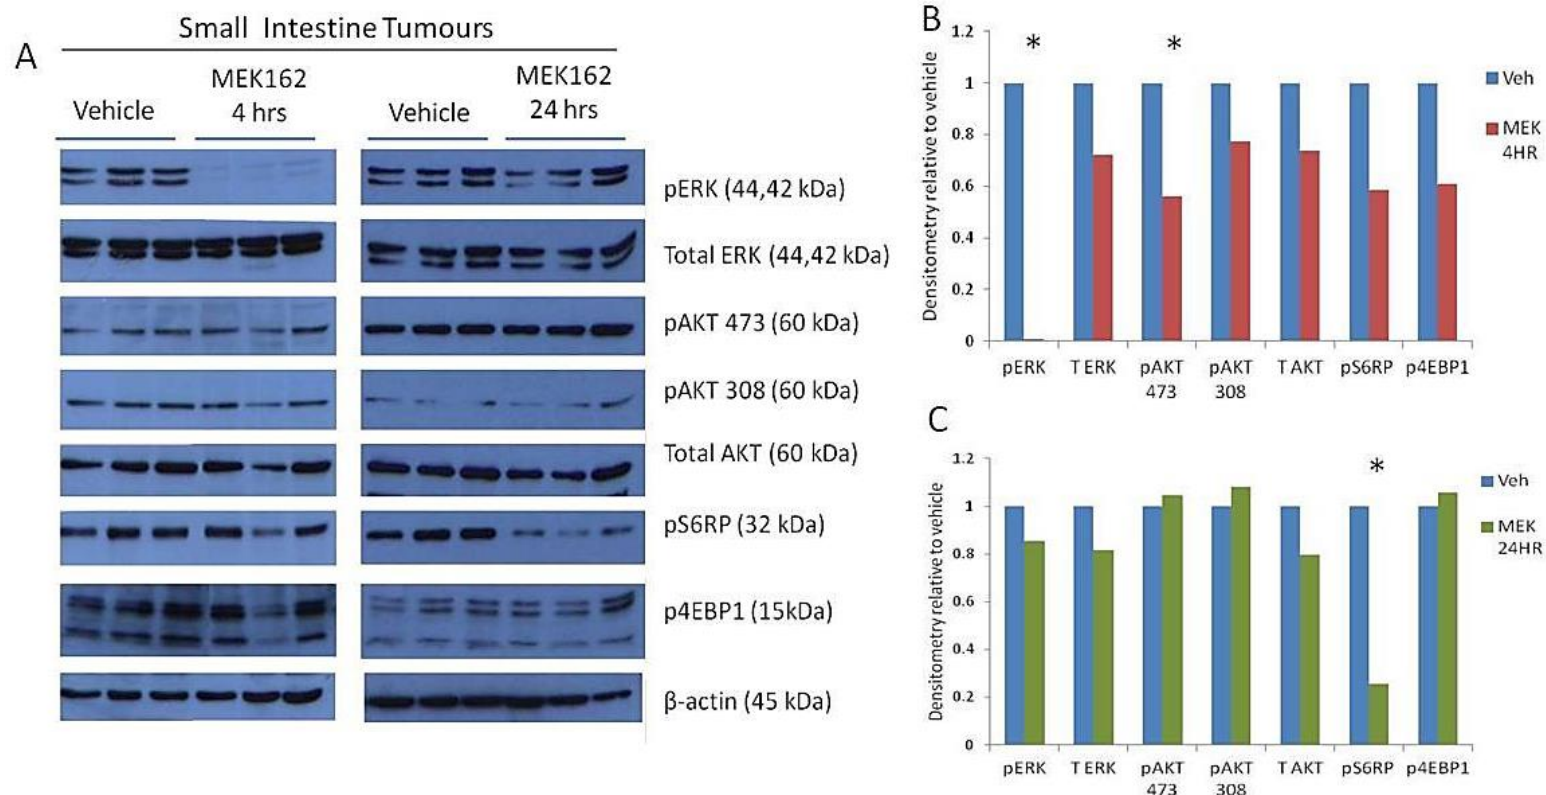 A
Small Intestine Tumours
Vehicle
MEK162
4 hrs
Vehicle
MEK162
24 hrs
pERK (44,42 kDa)
Total ERK (44,42 kDa)
pAKT 473 (60 kDa)
pAKT 308 (60 kDa)
Total AKT (60 kDa)
pS6RP (32 kDa)
p4EBP1 (15kDa)
β-actin (45 kDa)
B
Densitometry relative to vehicle
1.2
1
0.8
0.6
0.4
0.2
0
*
*
pERK
T ERK
pAKT
473
pAKT
308
T AKT
pS6RP
p4EBP1
Veh
MEK
4HR
C
Densitometry relative to vehicle
1.2
1
0.8
0.6
0.4
0.2
0
*
pERK
T ERK
pAKT
473
pAKT
308
T AKT
pS6RP
p4EBP1
Veh
MEK
24HR